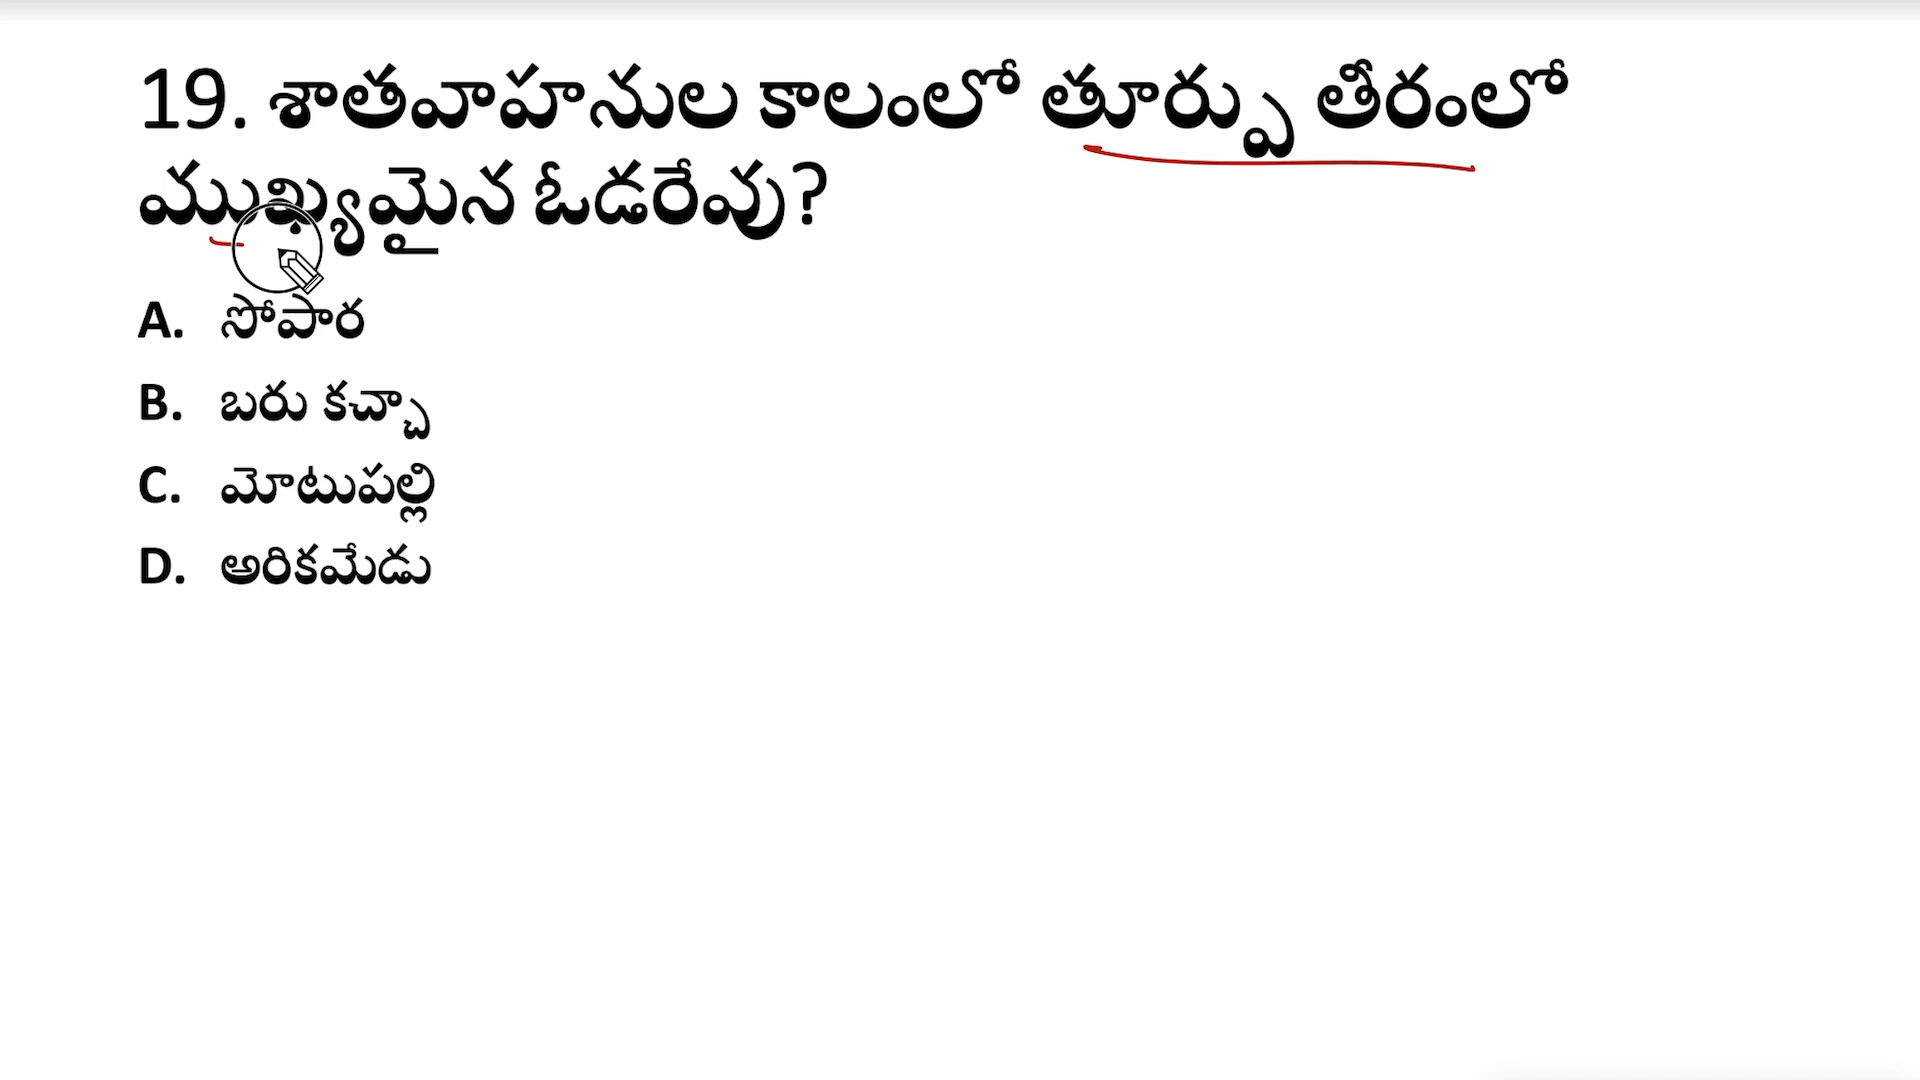 19. శాతవాహనుల కాలంలో తూర్పు తీరంలో
ముఖ్యమైన ఓడరేవు?
A. సోపార
B. బరు కచ్చా
C. మోటుపల్లి
D. అరికమేడు